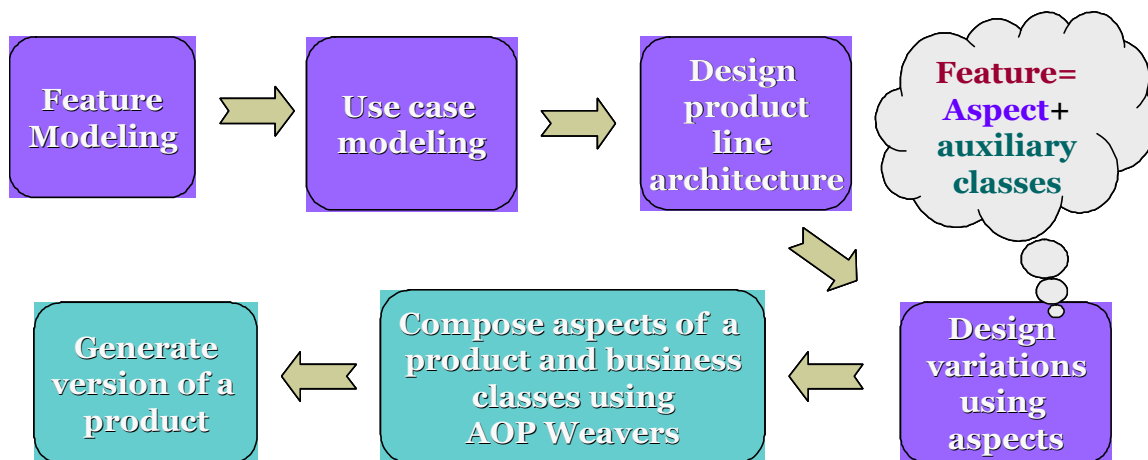 Feature
Modeling
Use case
modeling
Design
product
line
architecture
Feature=
Aspect+
auxiliary
classes
Design
variations
using
aspects
Compose aspects of a
product and business
classes using
AOP Weavers
Generate
version of a
product